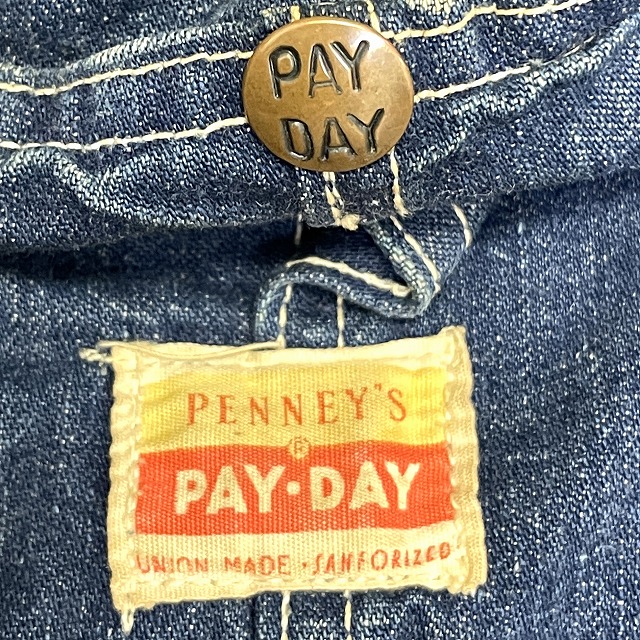 PAY
DAY
PENNEY'S
®
PAY·DAY
UNION MADE · SANFORIZED